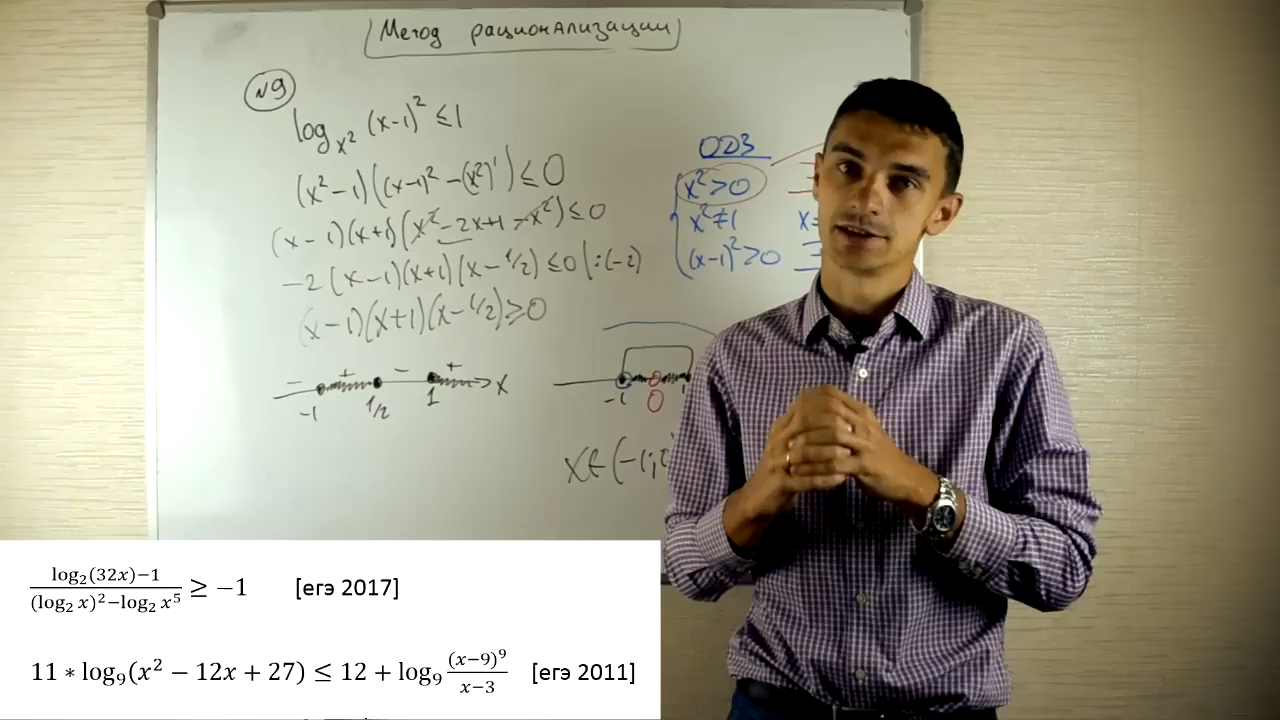 Метод рационализации
№9
log_{x²} (x-1)² ≤ 1
(x²-1)((x-1)² - (x²)¹) ≤ 0
(x-1)(x+1)(x² - 2x+1 - x²) ≤ 0
-2(x-1)(x+1)(x-1/2) ≤ 0 |:(-2)
(x-1)(x+1)(x-1/2) ≥ 0
- + - + x
-1 1/2 1
ОДЗ
x² > 0
x² ≠ 1
(x-1)² > 0
x=
-1 0 1
x ∈ (-1;
(log₂(32x)−1)/((log₂ x)²−log₂ x⁵) ≥ −1 [егэ 2017]
11 * log₉(x² − 12x + 27) ≤ 12 + log₉ (x−9)⁹/(x−3) [егэ 2011]